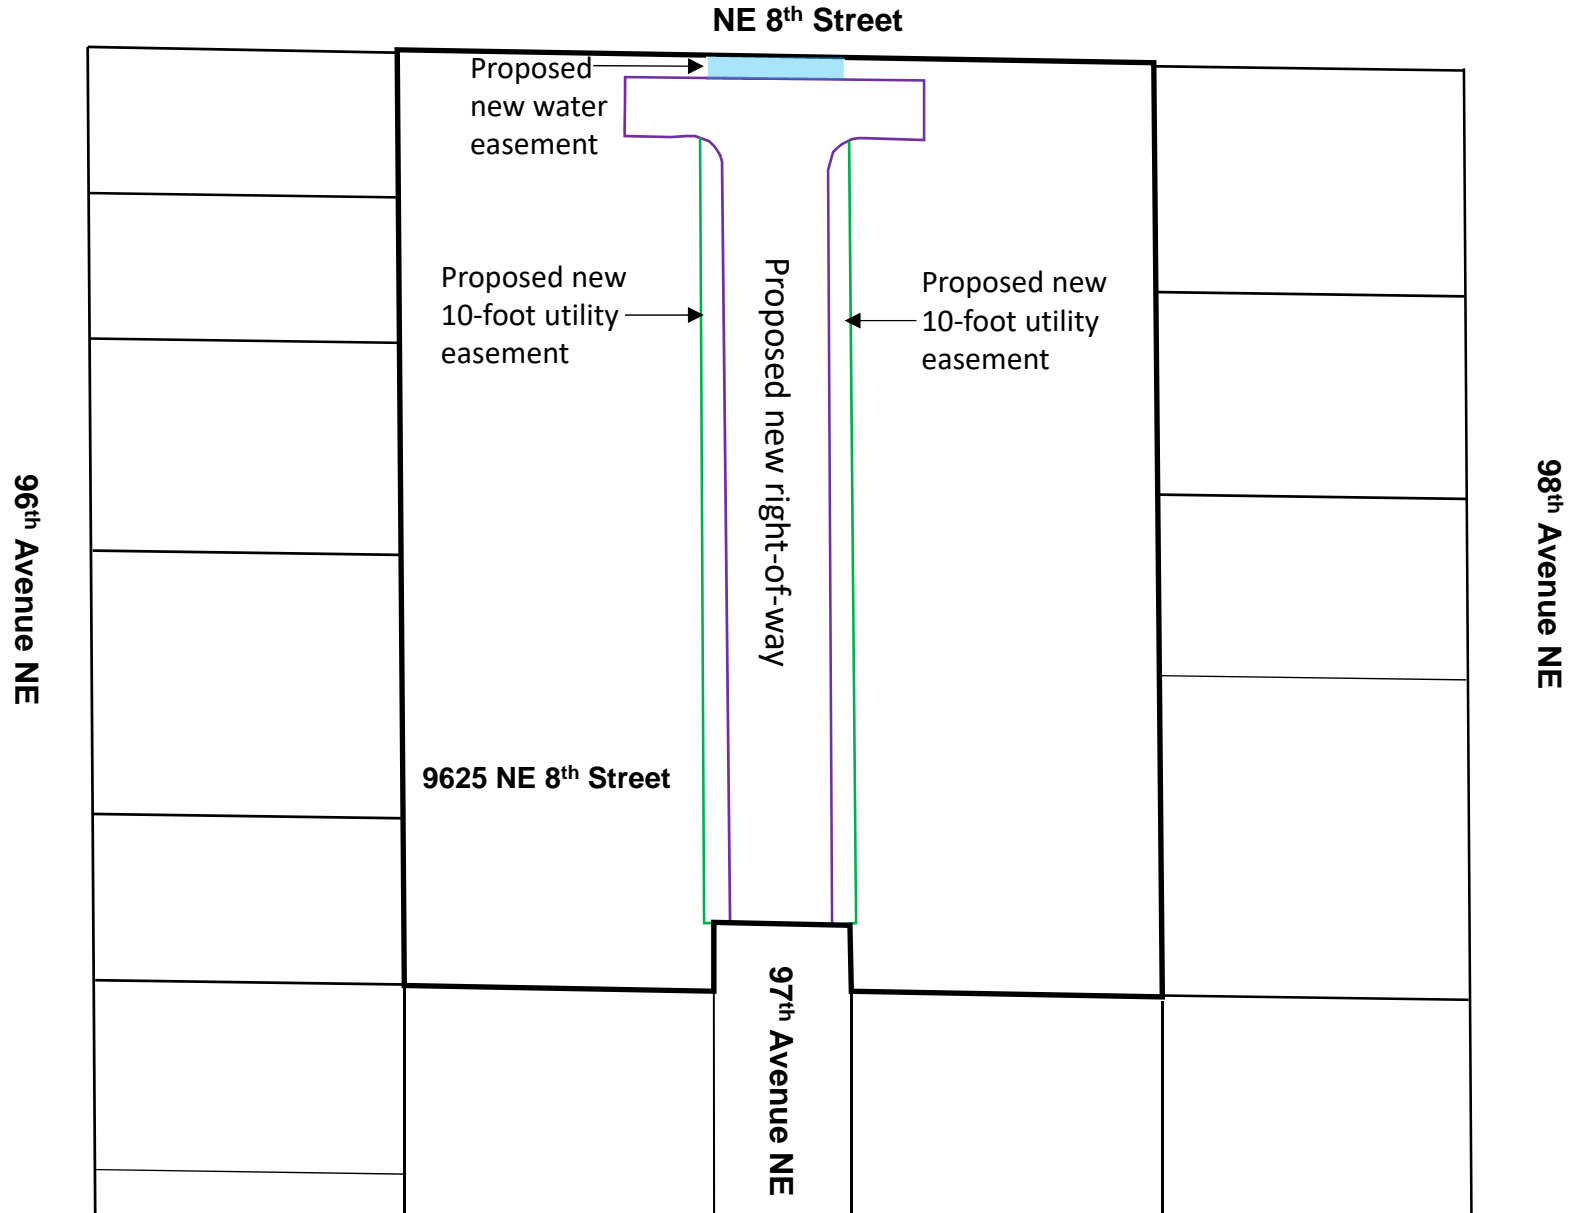 NE 8th Street
Proposed
new water
easement
Proposed new
10-foot utility
easement
Proposed new right-of-way
Proposed new
10-foot utility
easement
96th Avenue NE
98th Avenue NE
9625 NE 8th Street
97th Avenue NE